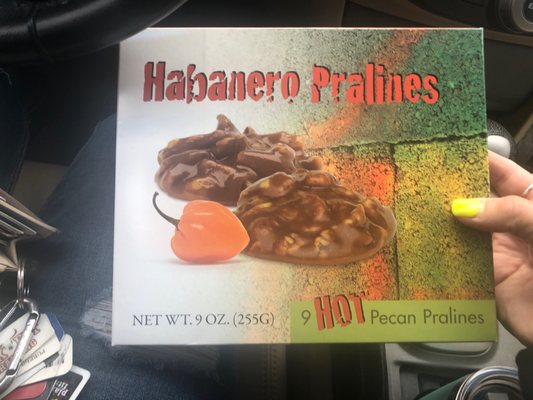 Habanero Pralines
NET WT. 9 OZ. (255G)
9 HOT Pecan Pralines